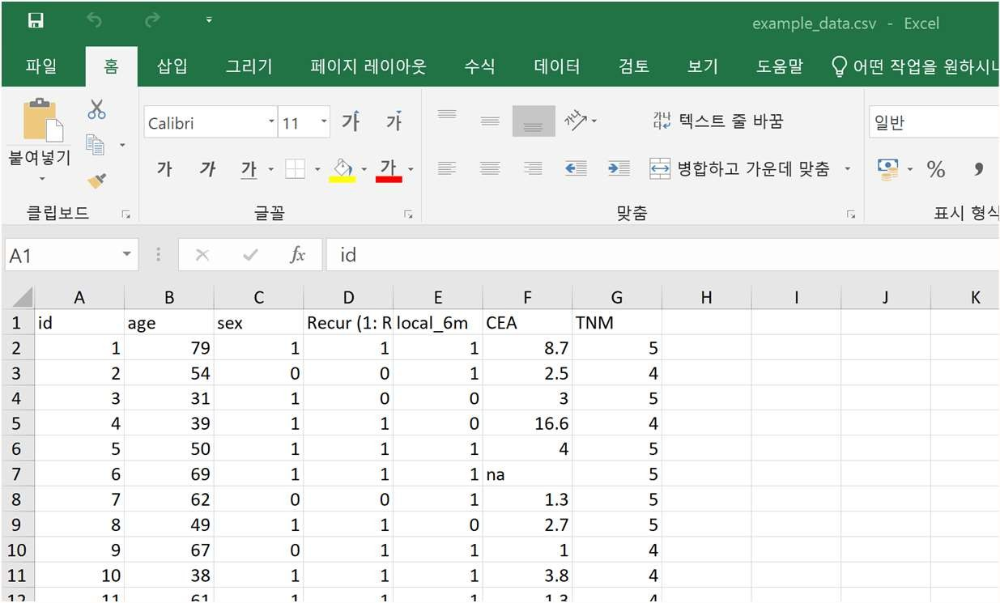 example_data.csv - Excel
파일 홈 삽입 그리기 페이지 레이아웃 수식 데이터 검토 보기 도움말 어떤 작업을 원하시
붙여넣기
클립보드
Calibri 11 가 가
가 가 가 가
글꼴
가나다 텍스트 줄 바꿈
병합하고 가운데 맞춤
맞춤
일반
% ,
표시 형식
A1 fx id
A B C D E F G H I J K
1 id age sex Recur (1: R local_6m CEA TNM
2 1 79 1 1 1 8.7 5
3 2 54 0 0 1 2.5 4
4 3 31 1 0 0 3 5
5 4 39 1 1 0 16.6 4
6 5 50 1 1 1 4 5
7 6 69 1 1 1 na 5
8 7 62 0 0 1 1.3 5
9 8 49 1 1 0 2.7 5
10 9 67 0 1 1 1 4
11 10 38 1 1 1 3.8 4
12 11 61 1 1 1 1.3 4